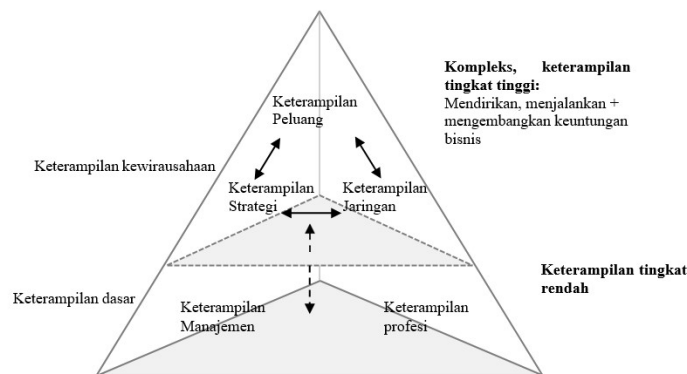 Kompleks, keterampilan
tingkat tinggi:
Mendirikan, menjalankan +
mengembangkan keuntungan
bisnis
Keterampilan
Peluang
Keterampilan kewirausahaan
Keterampilan
Strategi
Keterampilan
Jaringan
Keterampilan tingkat
rendah
Keterampilan dasar
Keterampilan
Manajemen
Keterampilan
profesi